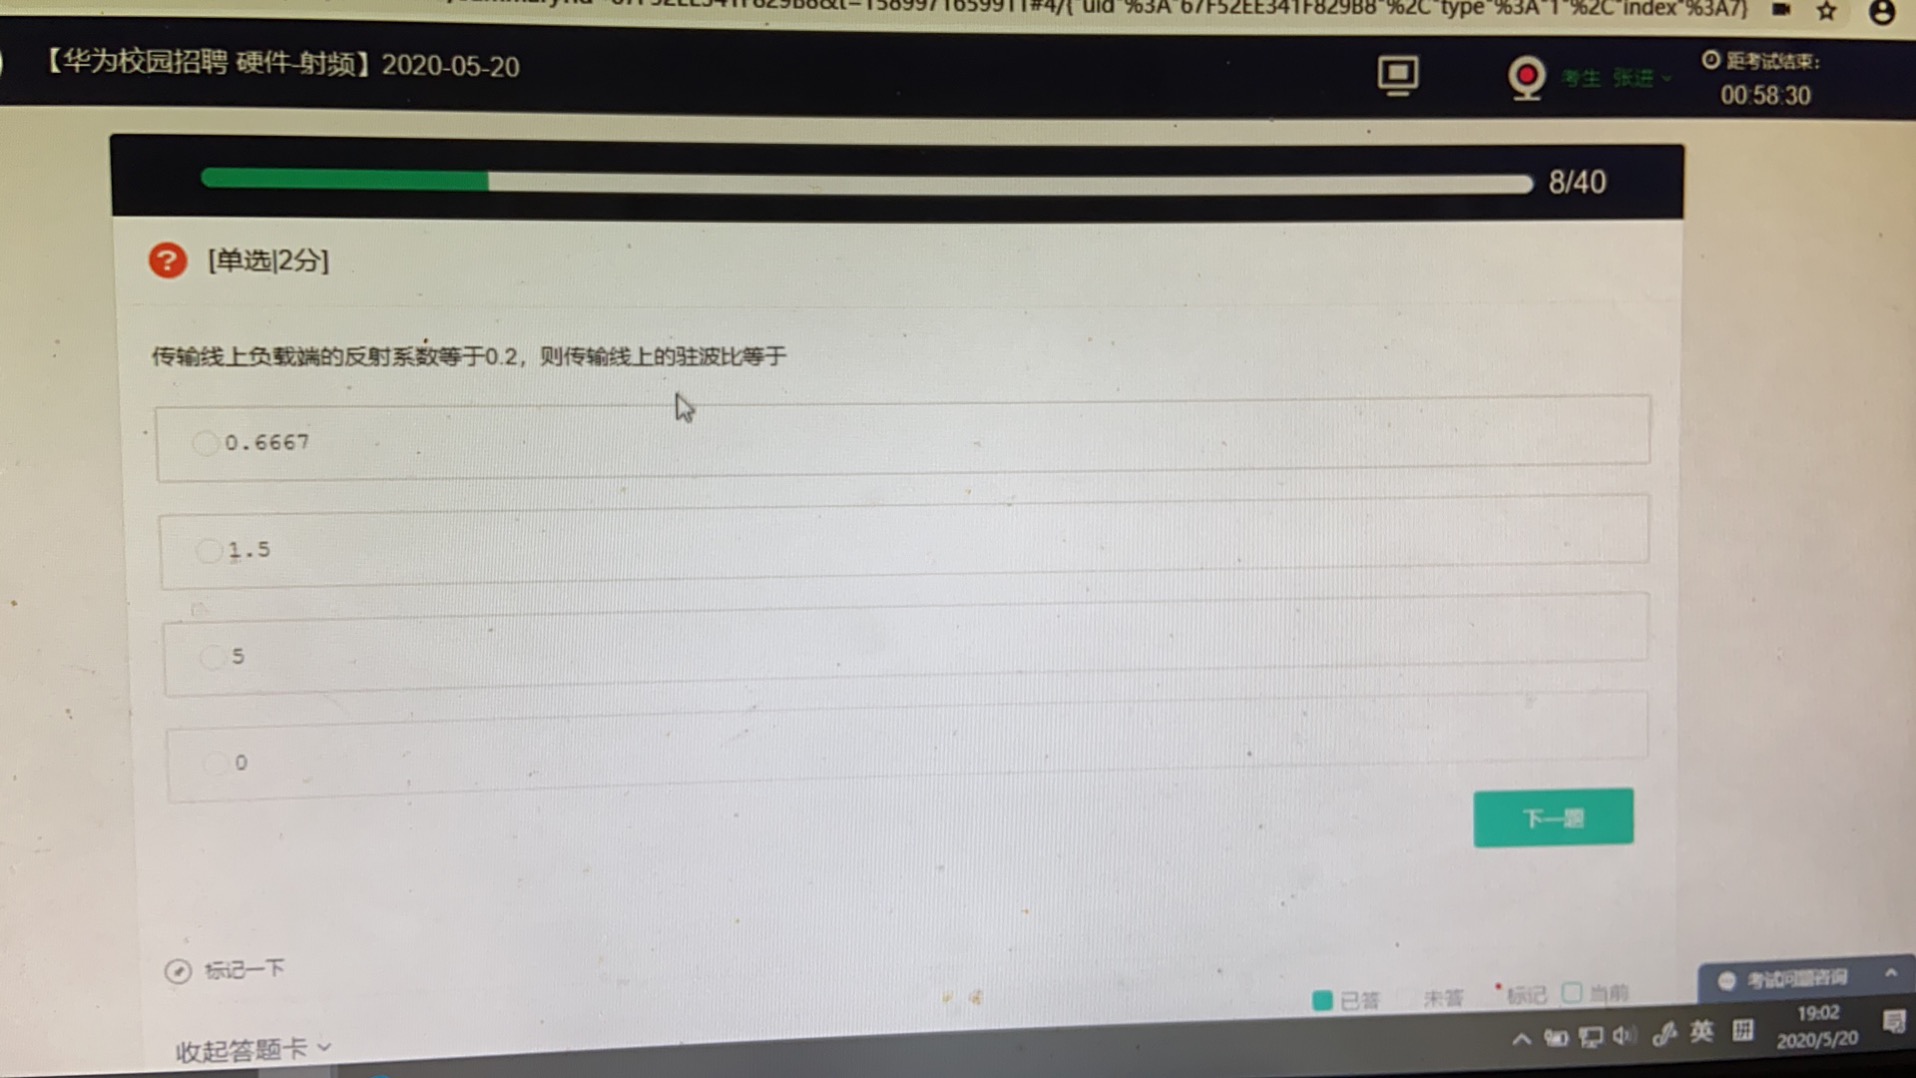 【华为校园招聘 硬件-射频】2020-05-20
考生 张进
距考试结束:
00:58:30
8/40
? [单选|2分]
传输线上负载端的反射系数等于0.2，则传输线上的驻波比等于
0.6667
1.5
5
0
下一题
标记一下
已答 未答 标记 当前
考试问题咨询
收起答题卡
英
19:02
2020/5/20